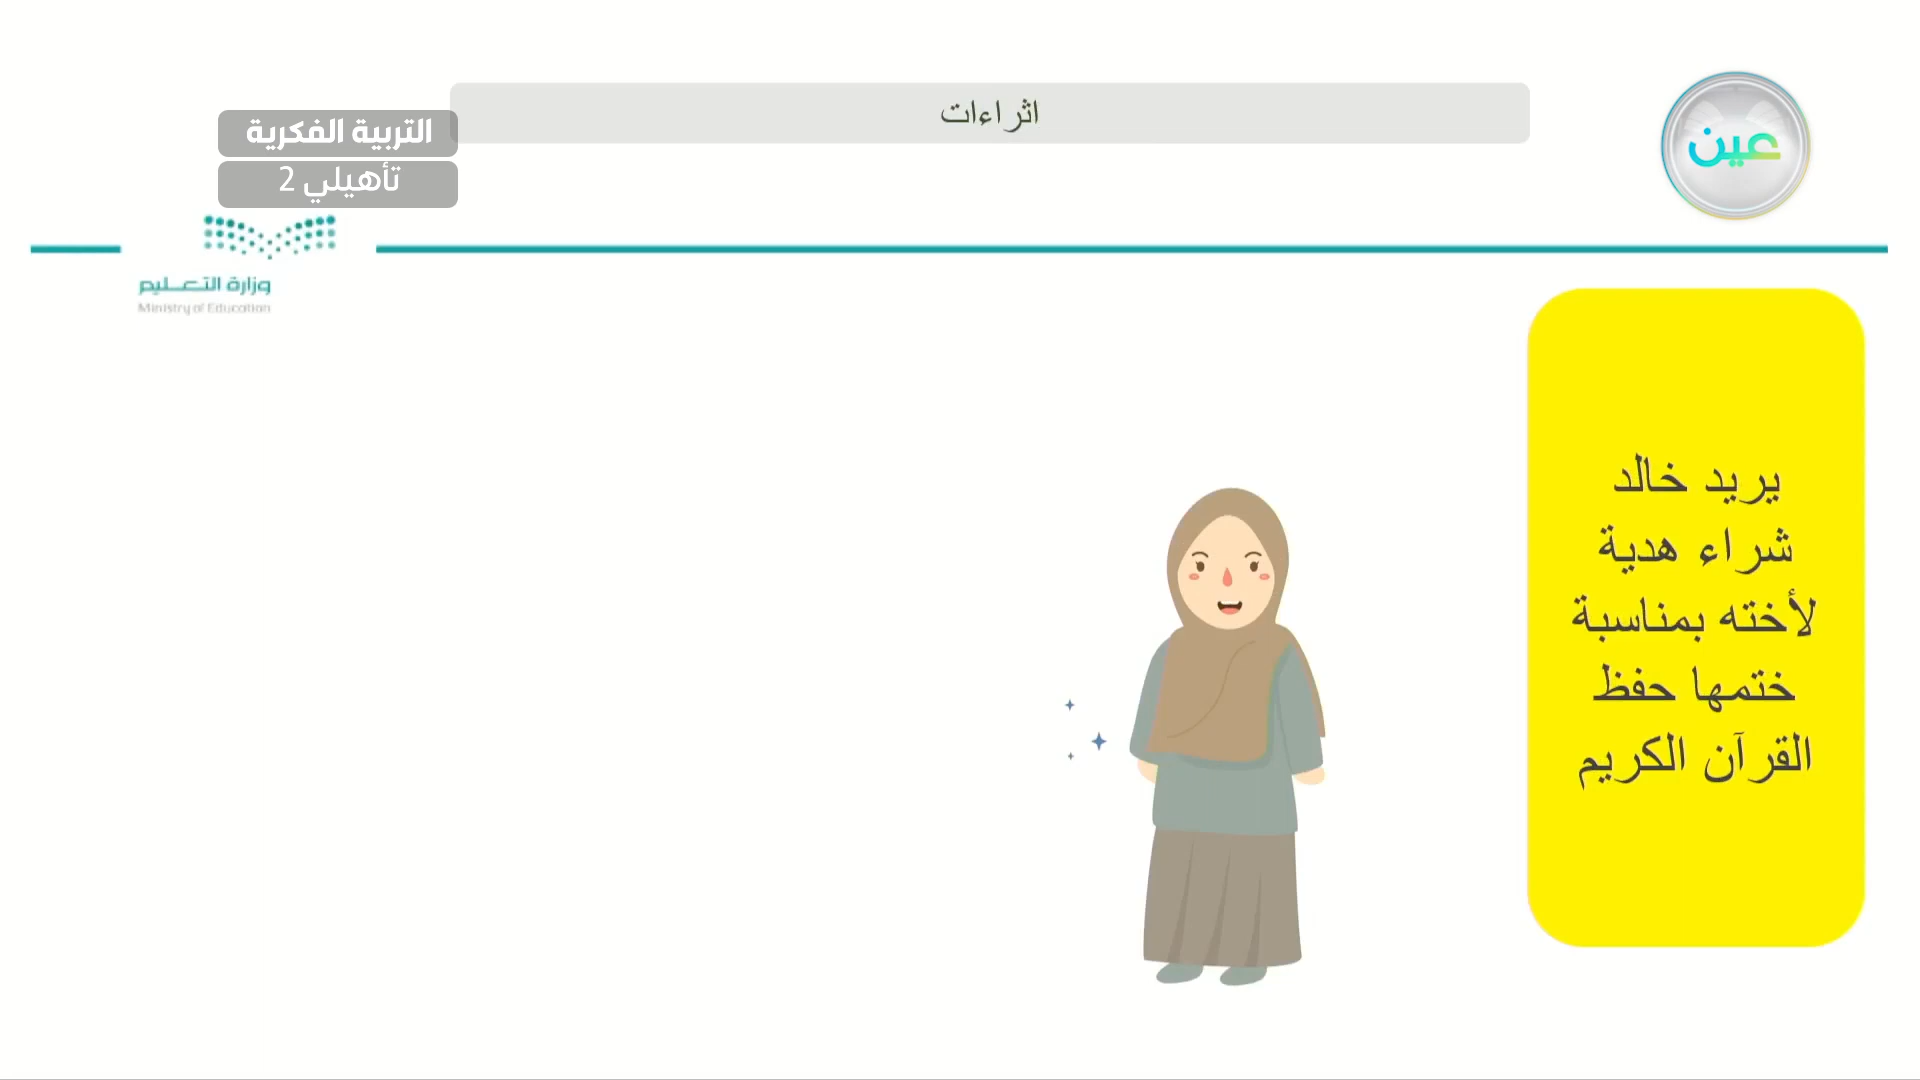 اثراءات
عين
التربية الفكرية
تأهيلي 2
وزارة التعليم
Ministry of Education
يريد خالد
شراء هدية
لأخته بمناسبة
ختمها حفظ
القرآن الكريم